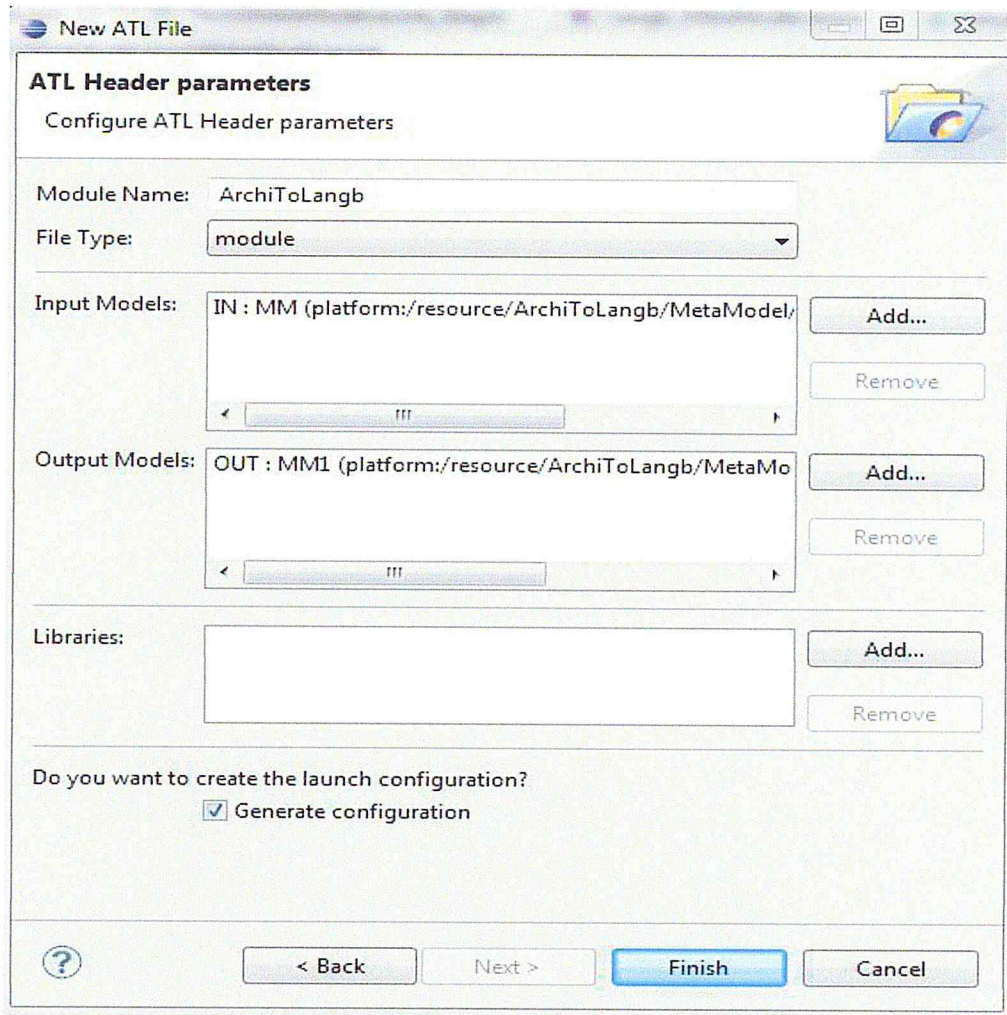 New ATL File
ATL Header parameters
Configure ATL Header parameters
Module Name: ArchiToLangb
File Type: module
Input Models: IN : MM (platform:/resource/ArchiToLangb/MetaModel/
Add...
Remove
Output Models: OUT : MM1 (platform:/resource/ArchiToLangb/MetaMo
Add...
Remove
Libraries:
Add...
Remove
Do you want to create the launch configuration?
Generate configuration
?
< Back Next > Finish Cancel